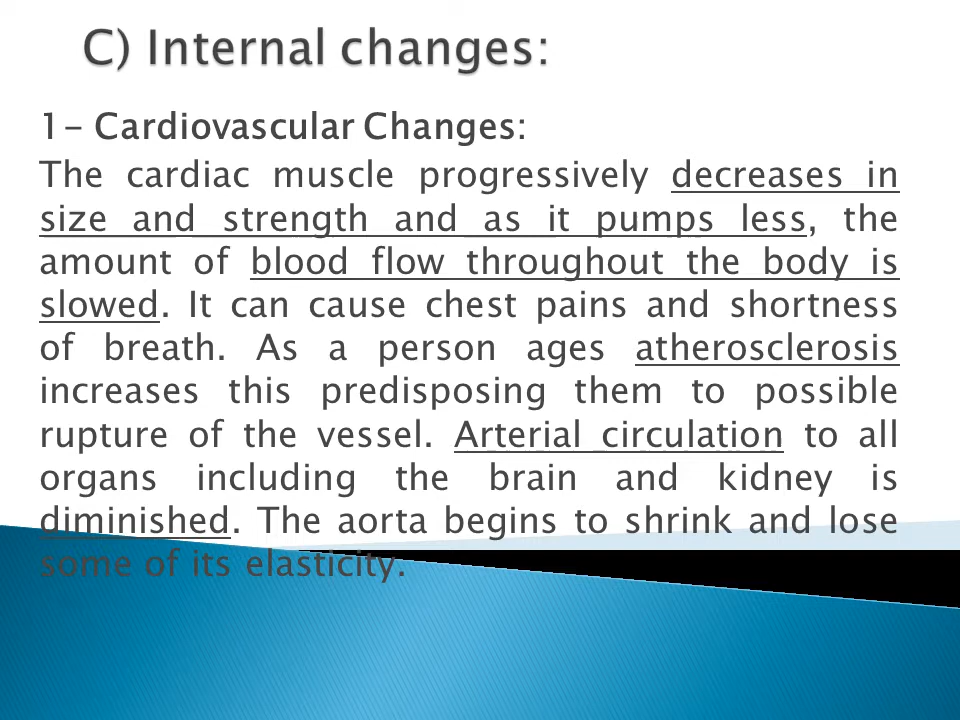 C) Internal changes:
1- Cardiovascular Changes:
The cardiac muscle progressively decreases in
size and strength and as it pumps less, the
amount of blood flow throughout the body is
slowed. It can cause chest pains and shortness
of breath. As a person ages atherosclerosis
increases this predisposing them to possible
rupture of the vessel. Arterial circulation to all
organs including the brain and kidney is
diminished. The aorta begins to shrink and lose
some of its elasticity.